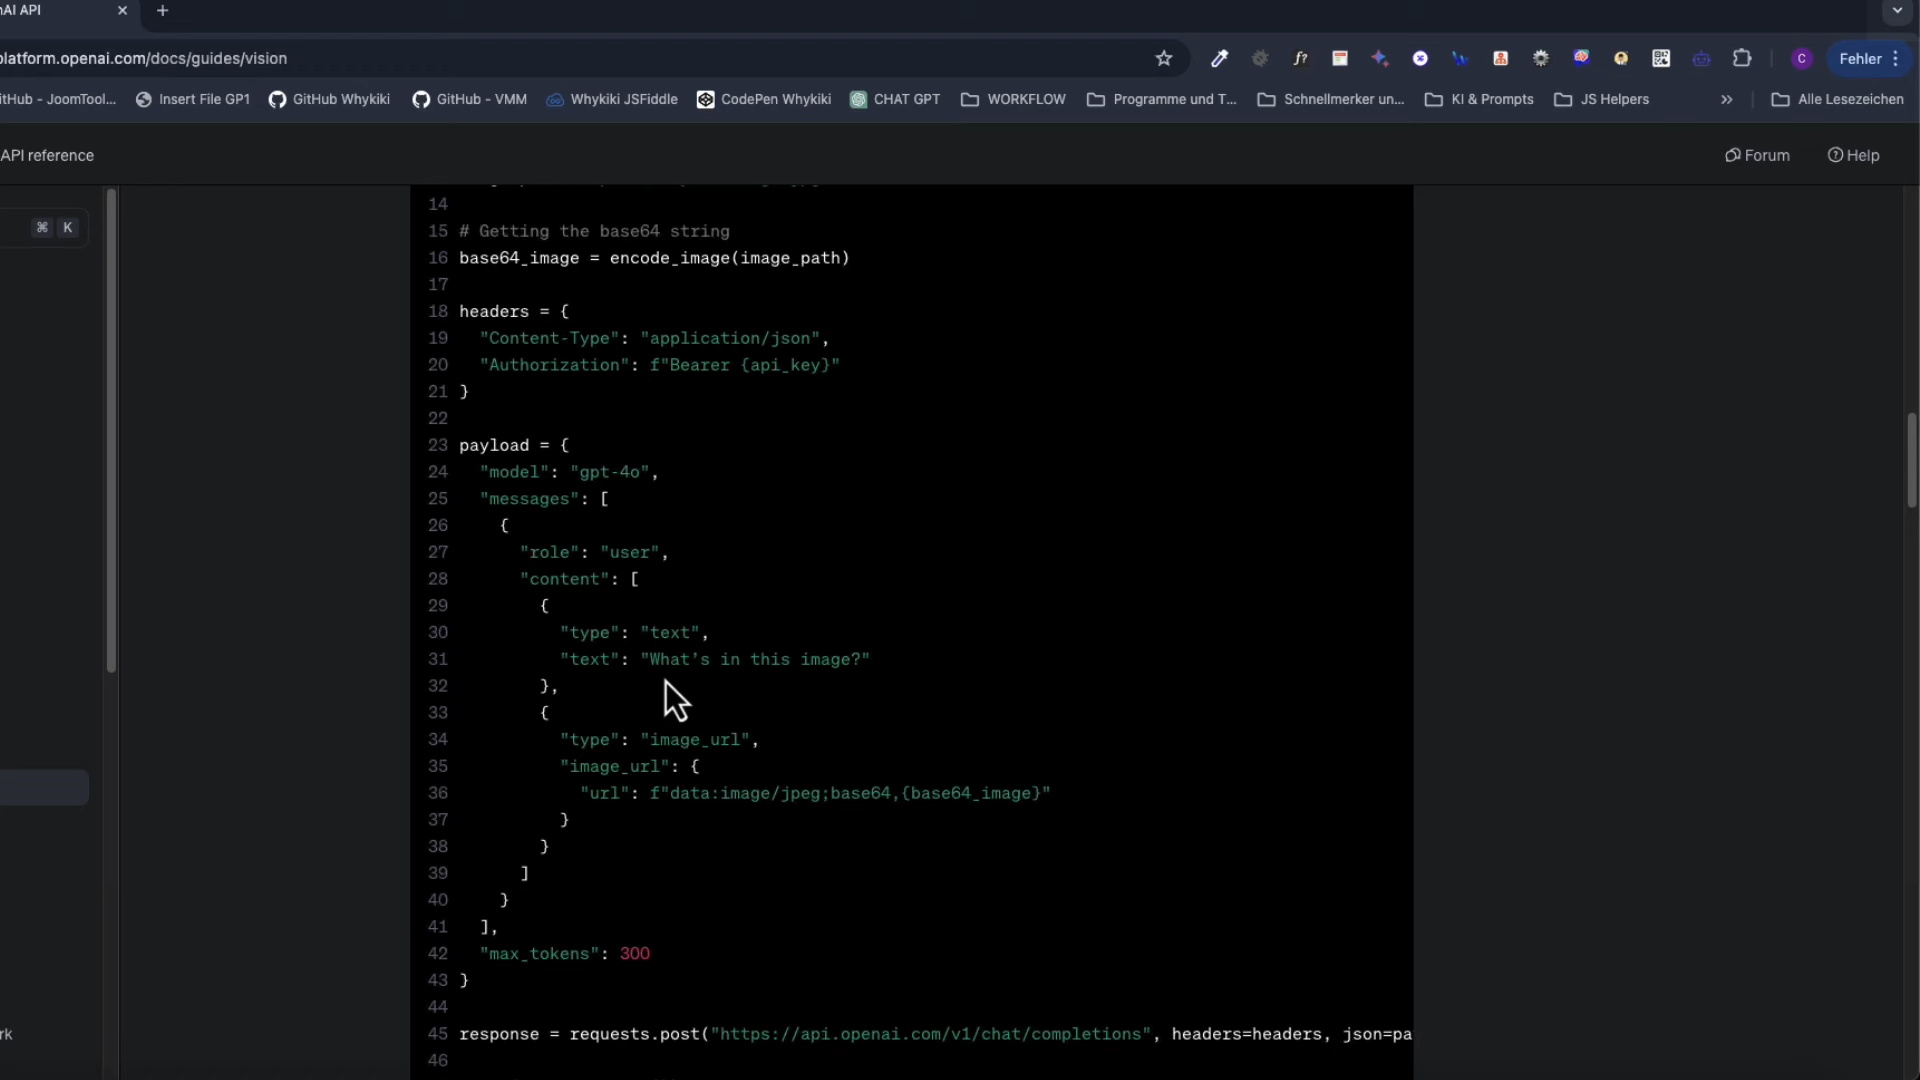 nAI API
latform.openai.com/docs/guides/vision
Fehler
itHub - JoomTool...
Insert File GP1
GitHub Whykiki
GitHub - VMM
Whykiki JSFiddle
CodePen Whykiki
CHAT GPT
WORKFLOW
Programme und T...
Schnellmerker un...
KI & Prompts
JS Helpers
»
Alle Lesezeichen
API reference
Forum
Help
⌘ K
14
15 # Getting the base64 string
16 base64_image = encode_image(image_path)
17
18 headers = {
19 "Content-Type": "application/json",
20 "Authorization": f"Bearer {api_key}"
21 }
22
23 payload = {
24 "model": "gpt-4o",
25 "messages": [
26 {
27 "role": "user",
28 "content": [
29 {
30 "type": "text",
31 "text": "What’s in this image?"
32 },
33 {
34 "type": "image_url",
35 "image_url": {
36 "url": f"data:image/jpeg;base64,{base64_image}"
37 }
38 }
39 ]
40 }
41 ],
42 "max_tokens": 300
43 }
44
45 response = requests.post("https://api.openai.com/v1/chat/completions", headers=headers, json=pa
46
rk